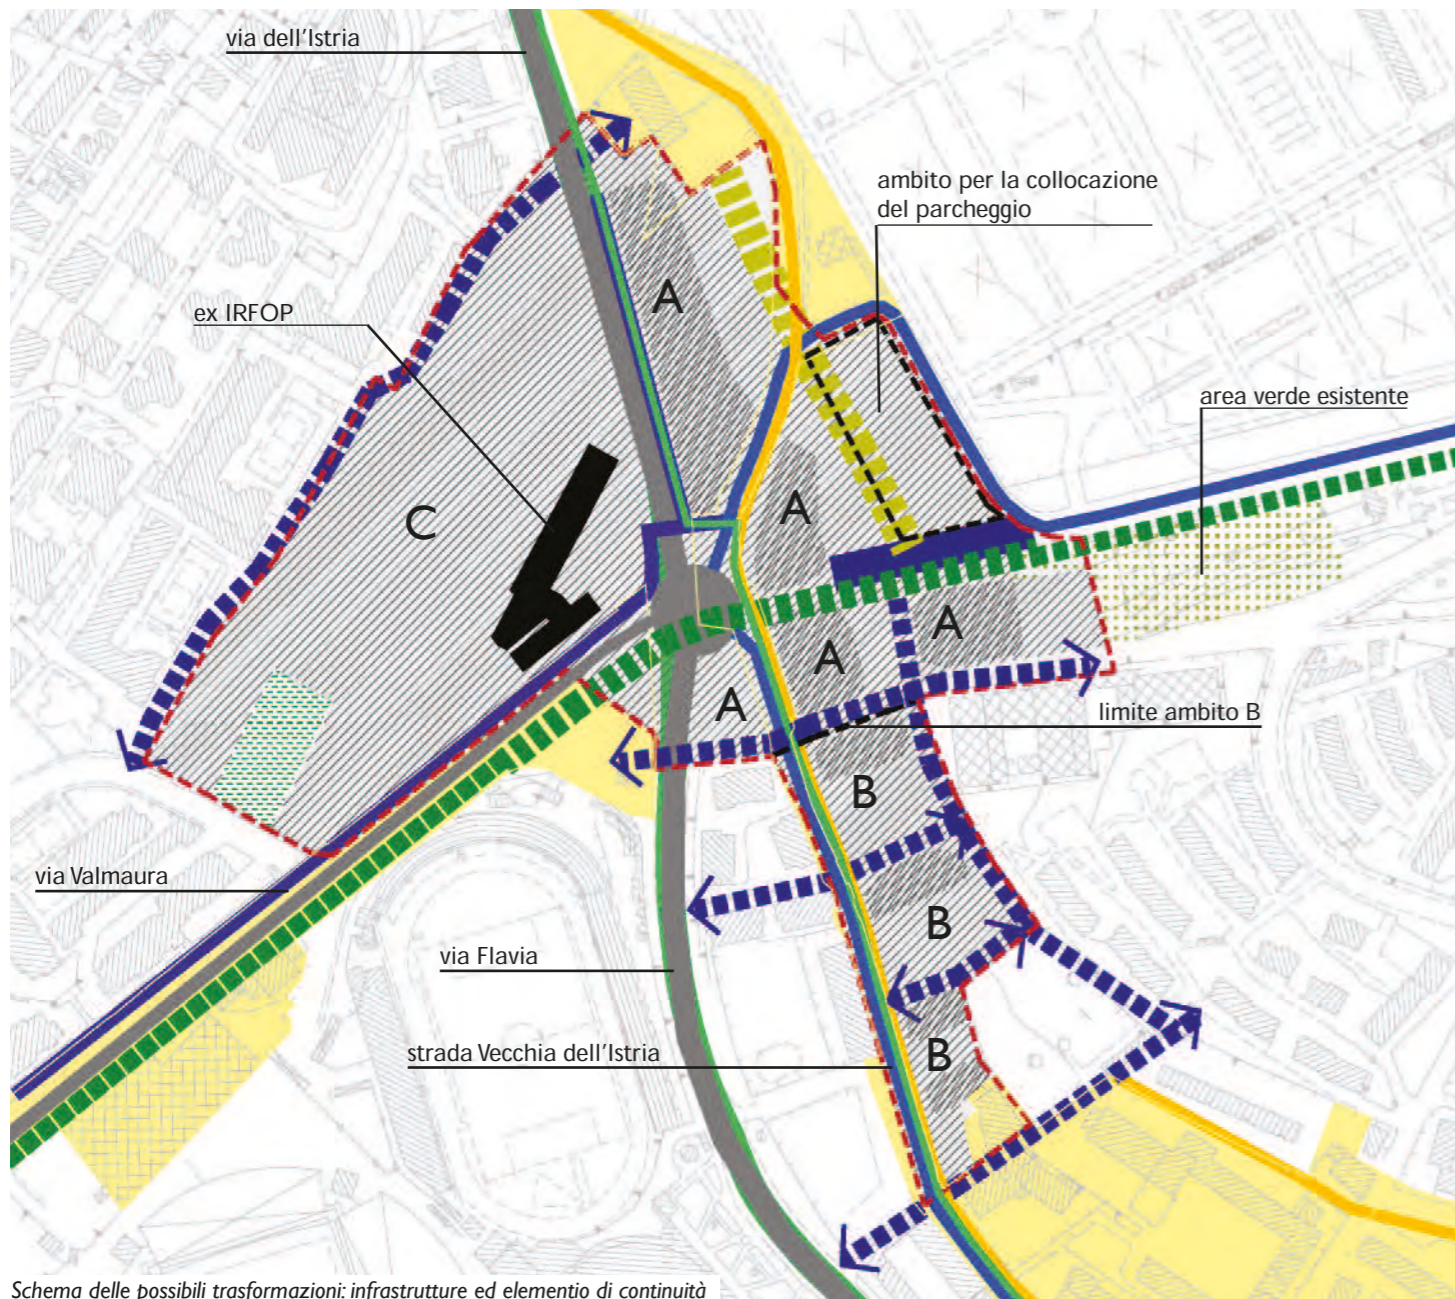 via dell'Istria
ambito per la collocazione
del parcheggio
A
ex IRFOP
area verde esistente
C
A
A
A
A
limite ambito B
B
via Valmaura
B
via Flavia
strada Vecchia dell'Istria
B
Schema delle possibili trasformazioni: infrastrutture ed elementio di continuità